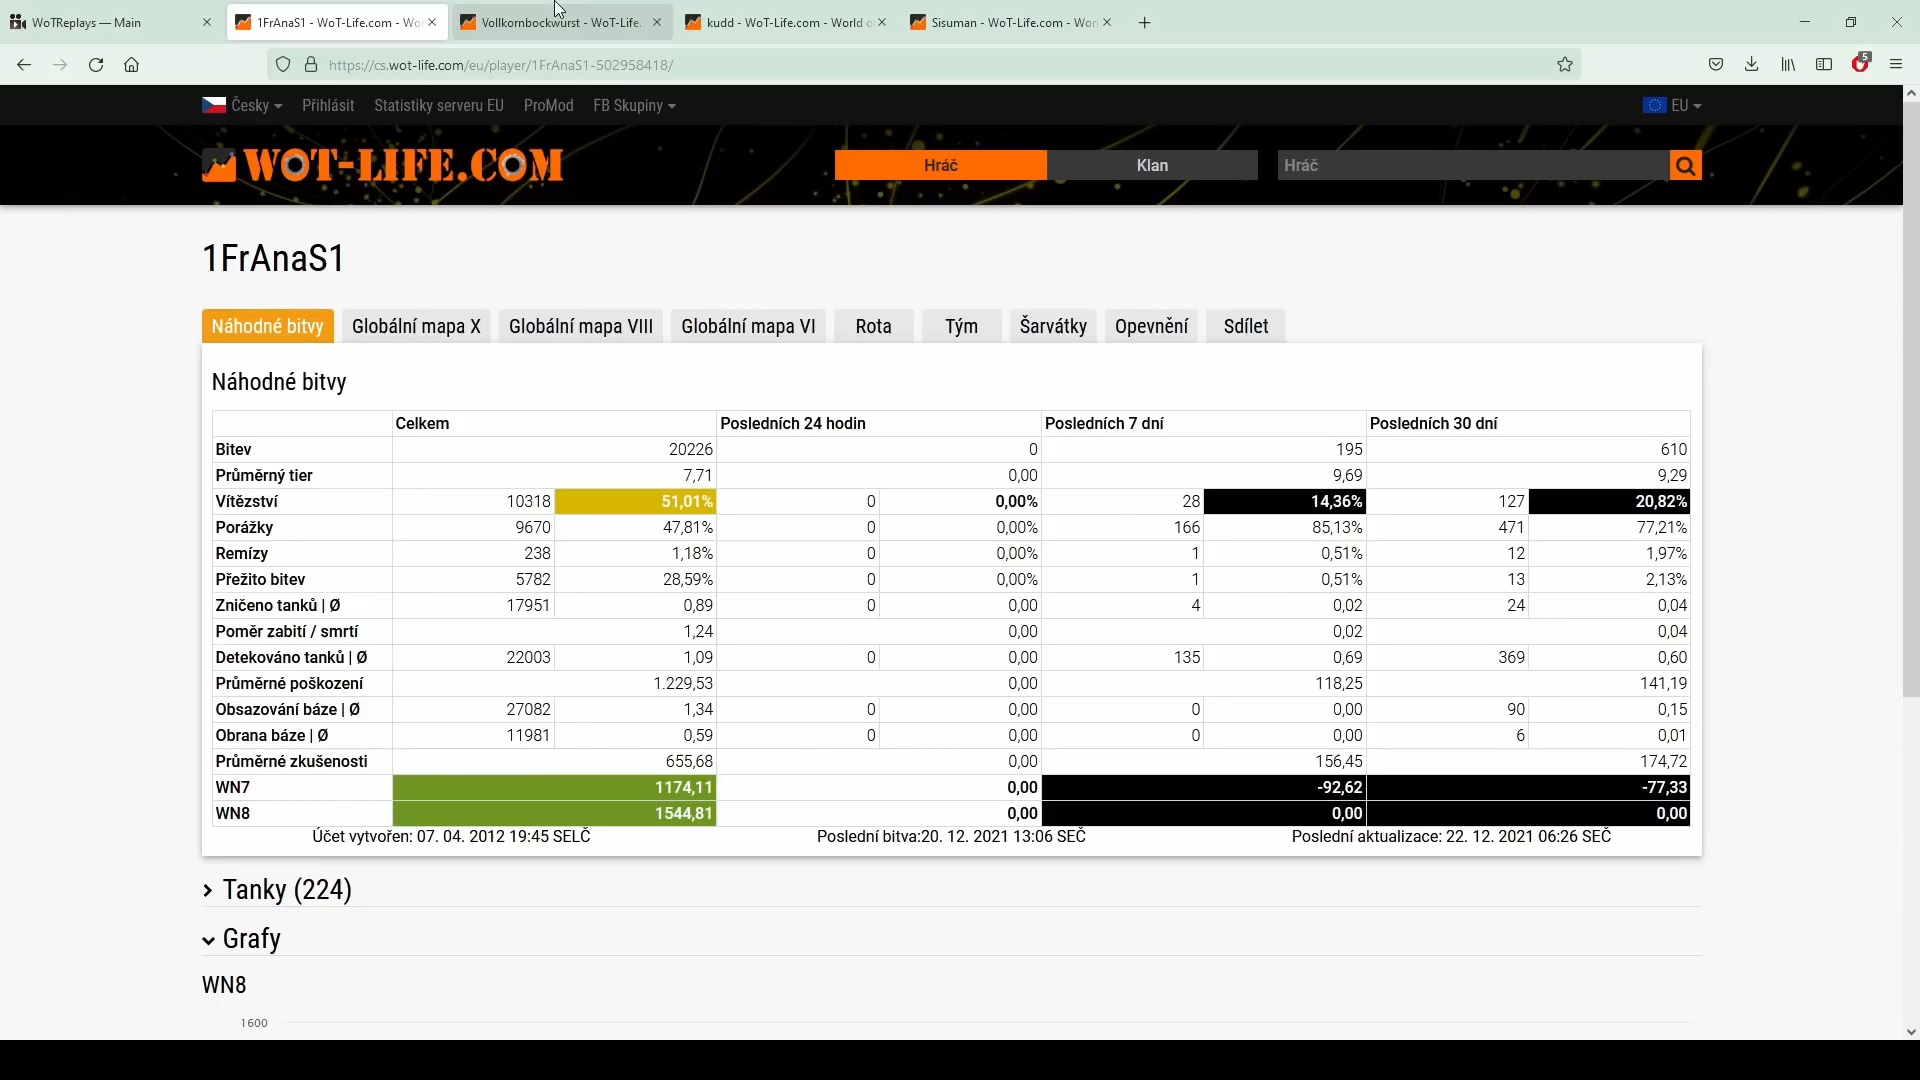 WoTReplays — Main
1FrAnaS1 - WoT-Life.com - Wo
Vollkornbockwurst - WoT-Life.
kudd - WoT-Life.com - World o
Sisuman - WoT-Life.com - Worl
https://cs.wot-life.com/eu/player/1FrAnaS1-502958418/
5
Česky Přihlásit Statistiky serveru EU ProMod FB Skupiny EU
WOT-LIFE.COM
Hráč Klan Hráč
1FrAnaS1
Náhodné bitvy Globální mapa X Globální mapa VIII Globální mapa VI Rota Tým Šarvátky Opevnění Sdílet
Náhodné bitvy
Celkem Posledních 24 hodin Posledních 7 dní Posledních 30 dní
Bitev 20226 0 195 610
Průměrný tier 7,71 0,00 9,69 9,29
Vítězství 10318 51,01% 0 0,00% 28 14,36% 127 20,82%
Porážky 9670 47,81% 0 0,00% 166 85,13% 471 77,21%
Remízy 238 1,18% 0 0,00% 1 0,51% 12 1,97%
Přežito bitev 5782 28,59% 0 0,00% 1 0,51% 13 2,13%
Zničeno tanků | Ø 17951 0,89 0 0,00 4 0,02 24 0,04
Poměr zabití / smrtí 1,24 0,00 0,02 0,04
Detekováno tanků | Ø 22003 1,09 0 0,00 135 0,69 369 0,60
Průměrné poškození 1.229,53 0,00 118,25 141,19
Obsazování báze | Ø 27082 1,34 0 0,00 0 0,00 90 0,15
Obrana báze | Ø 11981 0,59 0 0,00 0 0,00 6 0,01
Průměrné zkušenosti 655,68 0,00 156,45 174,72
WN7 1174,11 0,00 -92,62 -77,33
WN8 1544,81 0,00 0,00 0,00
Účet vytvořen: 07. 04. 2012 19:45 SELČ Poslední bitva:20. 12. 2021 13:06 SEČ Poslední aktualizace: 22. 12. 2021 06:26 SEČ
Tanky (224)
Grafy
WN8
1600